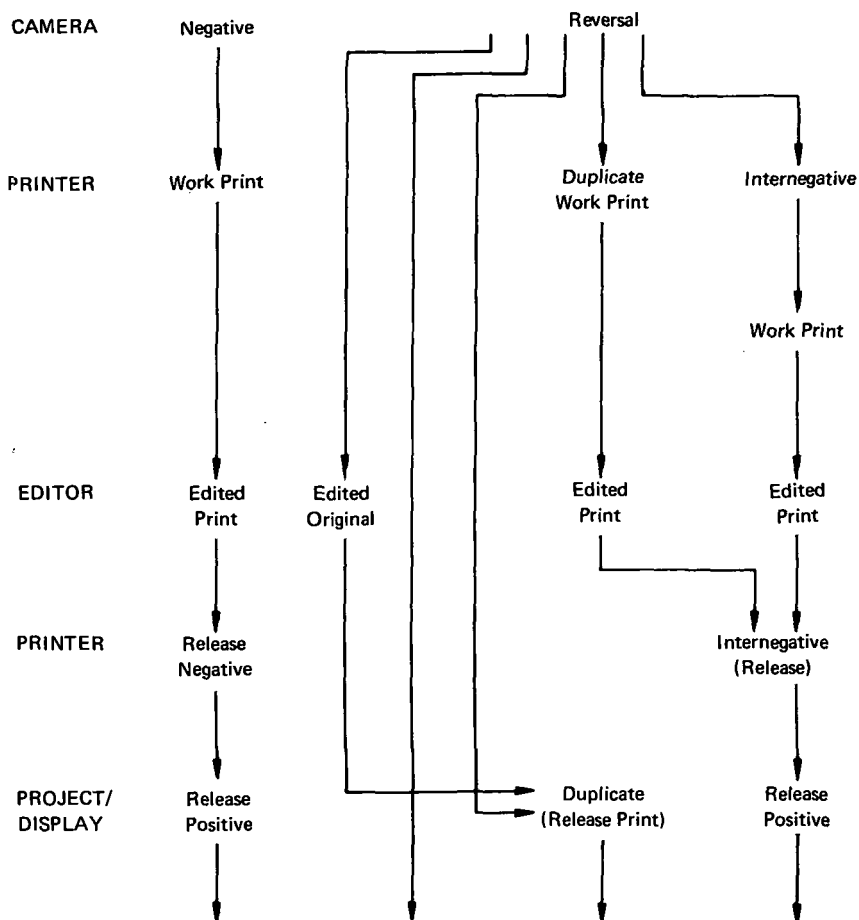 CAMERA Negative Reversal
PRINTER Work Print Duplicate Internegative
Work Print
Work Print
EDITOR Edited Edited Edited Edited
Print Original Print Print
PRINTER Release Internegative
Negative (Release)
PROJECT/ Release Duplicate Release
DISPLAY Positive (Release Print) Positive